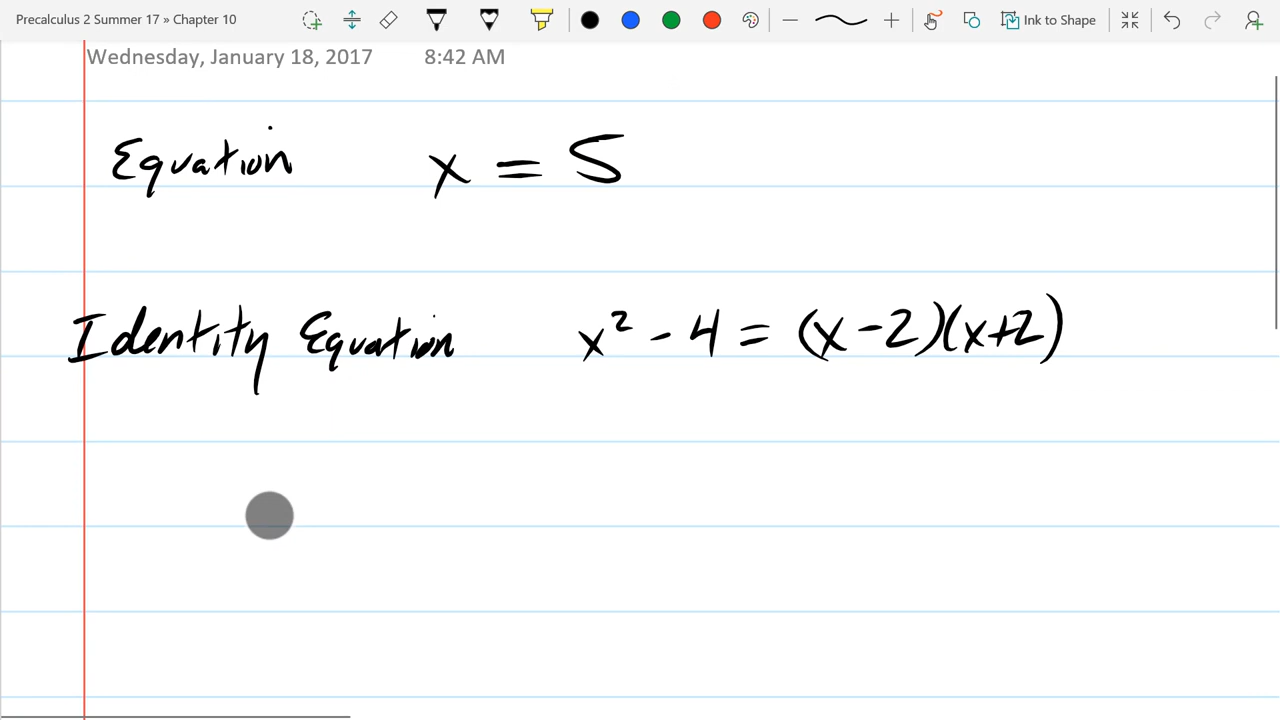 Precalculus 2 Summer 17 » Chapter 10
Ink to Shape
Wednesday, January 18, 2017 8:42 AM
Equation x = 5
Identity Equation x² - 4 = (x-2)(x+2)